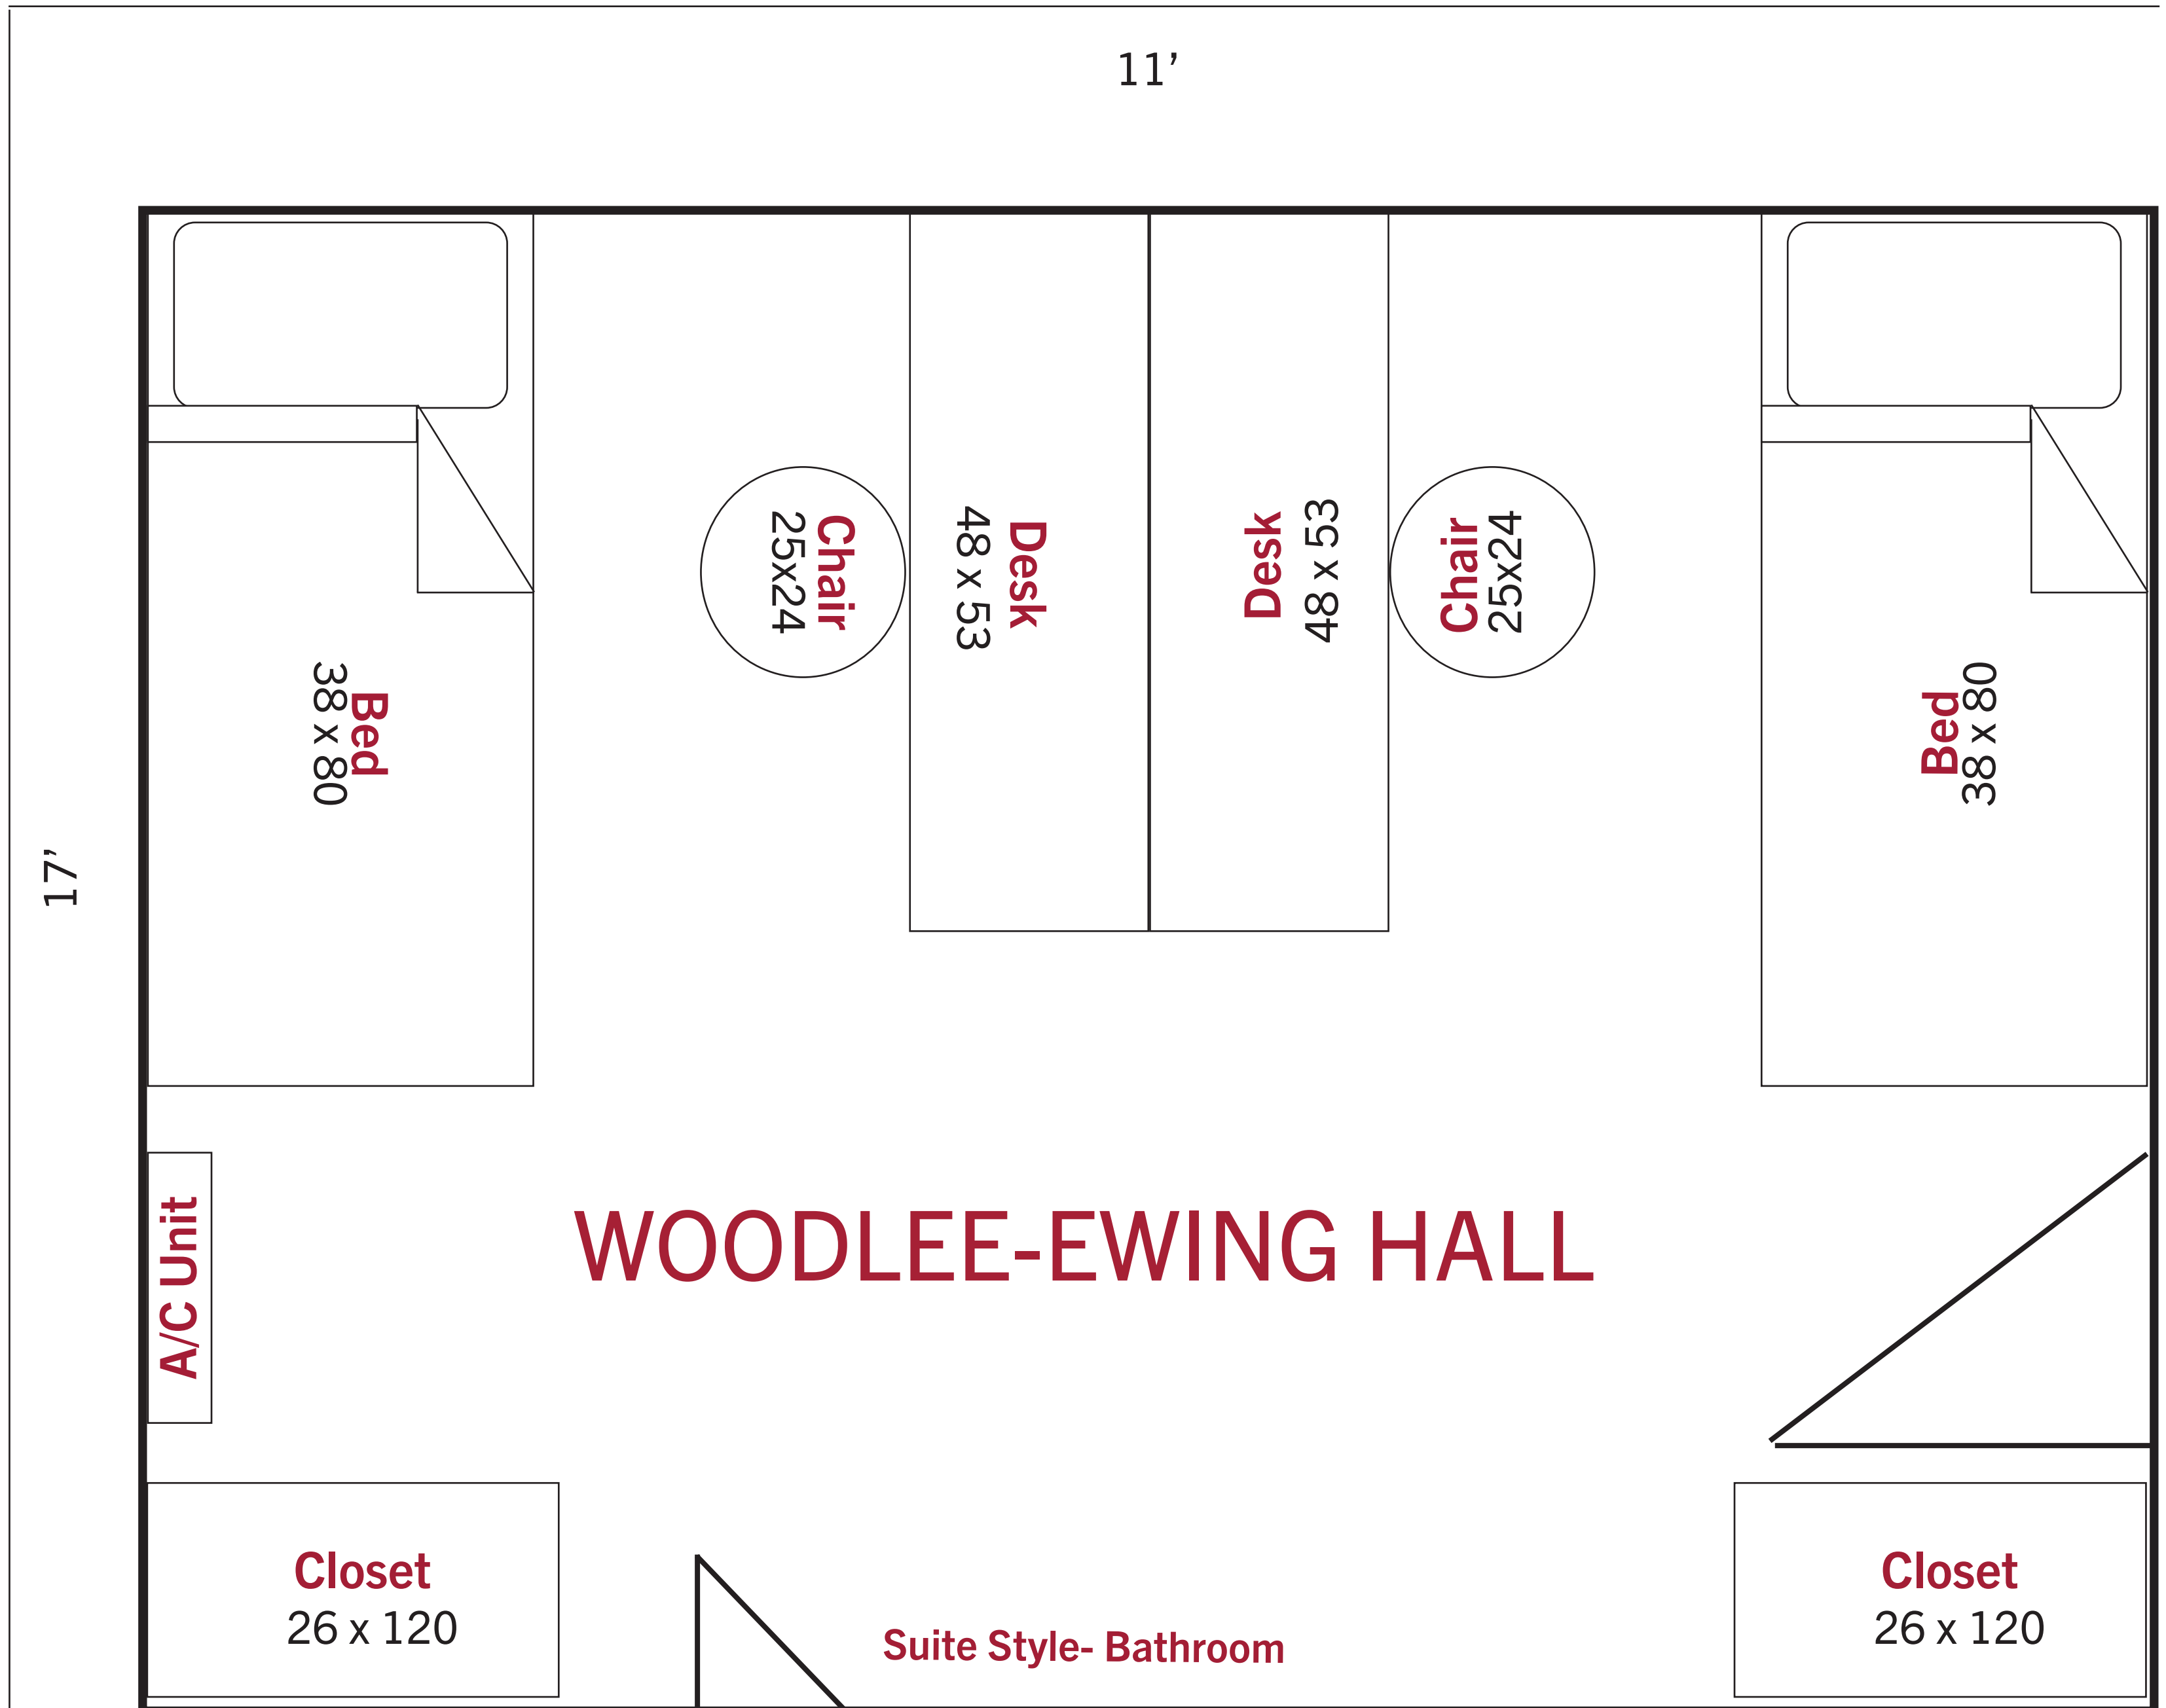 11’
17’
Chair
25x24
Desk
48 x 53
Desk
48 x 53
Chair
25x24
Bed
38 x 80
Bed
38 x 80
A/C Unit
WOODLEE-EWING HALL
Closet
26 x 120
Suite Style- Bathroom
Closet
26 x 120